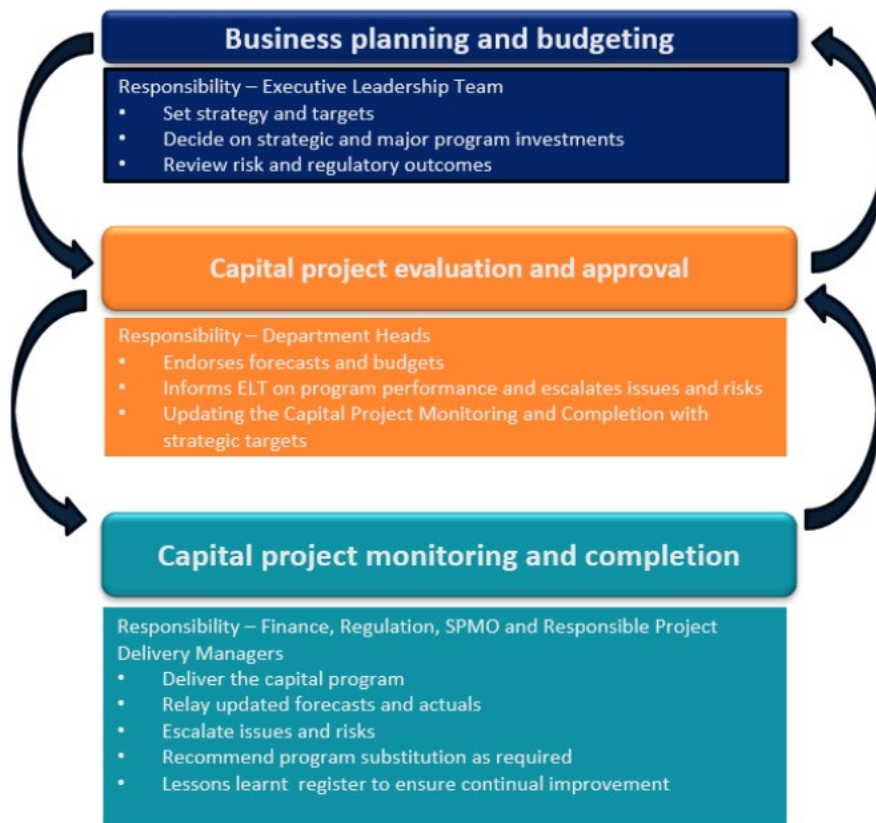 Business planning and budgeting
Responsibility – Executive Leadership Team
• Set strategy and targets
• Decide on strategic and major program investments
• Review risk and regulatory outcomes
Capital project evaluation and approval
Responsibility – Department Heads
• Endorses forecasts and budgets
• Informs ELT on program performance and escalates issues and risks
• Updating the Capital Project Monitoring and Completion with
strategic targets
Capital project monitoring and completion
Responsibility – Finance, Regulation, SPMO and Responsible Project
Delivery Managers
• Deliver the capital program
• Relay updated forecasts and actuals
• Escalate issues and risks
• Recommend program substitution as required
• Lessons learnt register to ensure continual improvement